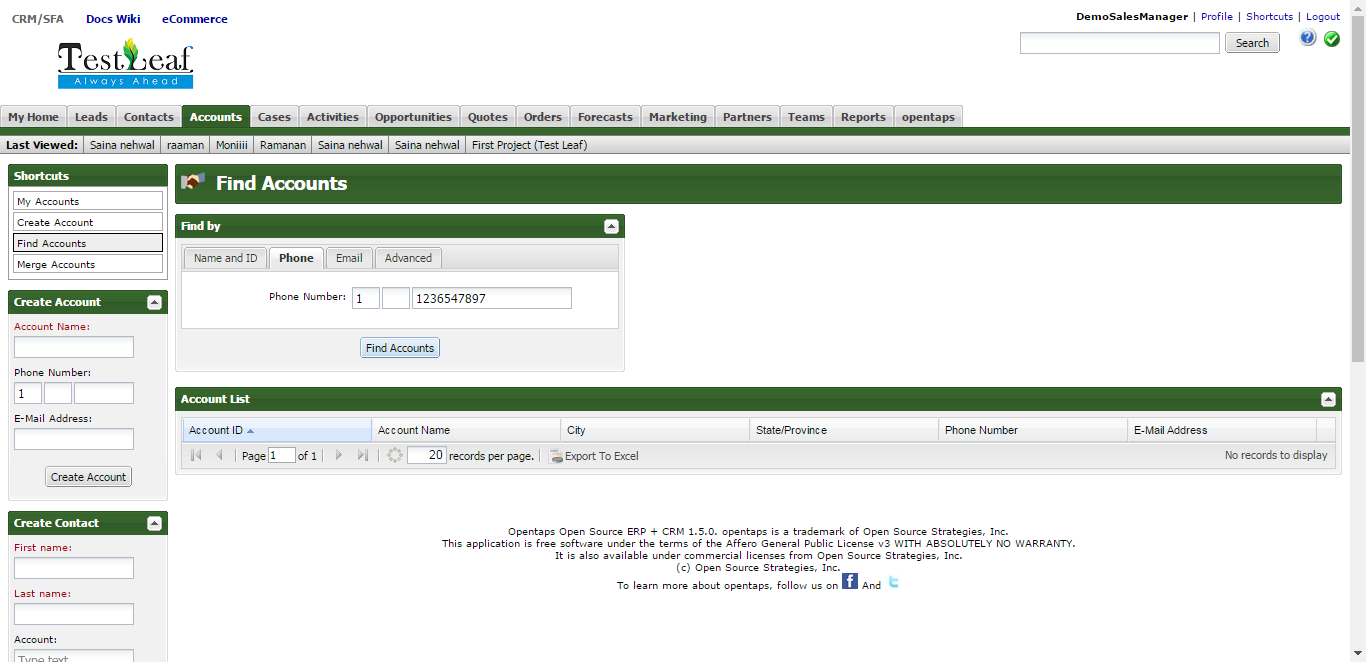 CRM/SFA Docs Wiki eCommerce
DemoSalesManager | Profile | Shortcuts | Logout
Search
TestLeaf
Always Ahead
My Home Leads Contacts Accounts Cases Activities Opportunities Quotes Orders Forecasts Marketing Partners Teams Reports opentaps
Last Viewed: Saina nehwal raaman Moniiii Ramanan Saina nehwal Saina nehwal First Project (Test Leaf)
Shortcuts
My Accounts
Create Account
Find Accounts
Merge Accounts
Create Account
Account Name:
Phone Number:
1
E-Mail Address:
Create Account
Create Contact
First name:
Last name:
Account:
Type text
Find Accounts
Find by
Name and ID Phone Email Advanced
Phone Number: 1 1236547897
Find Accounts
Account List
Account ID Account Name City State/Province Phone Number E-Mail Address
Page 1 of 1 20 records per page. Export To Excel No records to display
Opentaps Open Source ERP + CRM 1.5.0. opentaps is a trademark of Open Source Strategies, Inc.
This application is free software under the terms of the Affero General Public License v3 WITH ABSOLUTELY NO WARRANTY.
It is also available under commercial licenses from Open Source Strategies, Inc.
(c) Open Source Strategies, Inc.
To learn more about opentaps, follow us on f And t